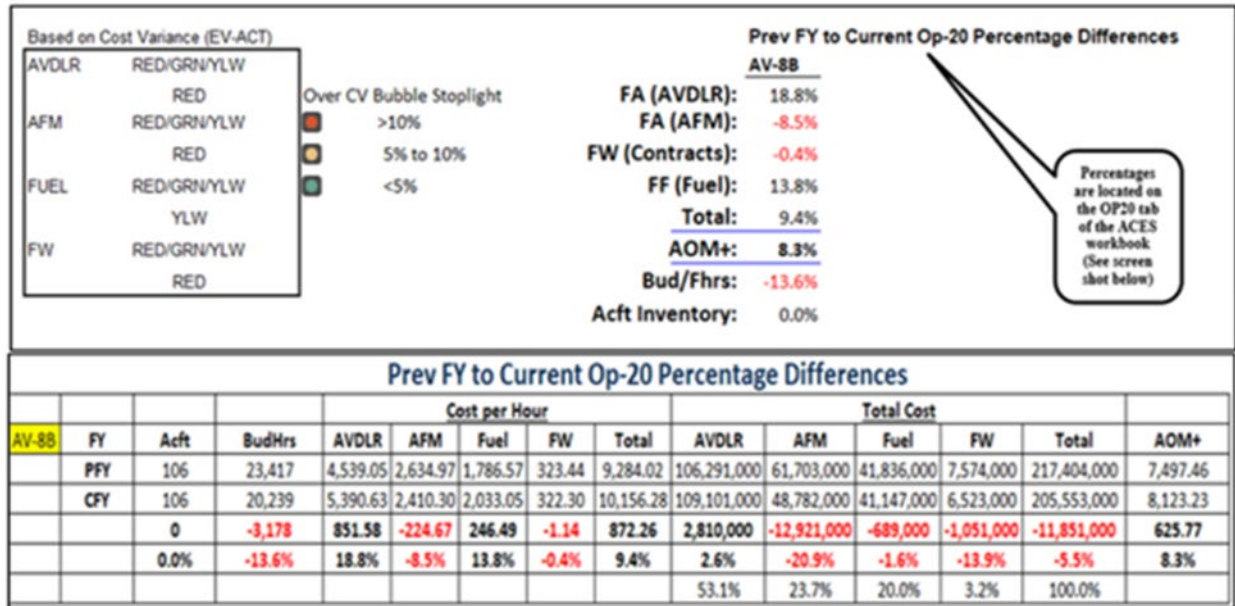 Based on Cost Variance (EV-ACT)
AVDLR RED/GRN/YLW
RED
AFM RED/GRN/YLW
RED
FUEL RED/GRN/YLW
YLW
FW RED/GRN/YLW
RED
Over CV Bubble Stoplight
>10%
5% to 10%
<5%
Prev FY to Current Op-20 Percentage Differences
AV-8B
FA (AVDLR): 18.8%
FA (AFM): -8.5%
FW (Contracts): -0.4%
FF (Fuel): 13.8%
Total: 9.4%
AOM+: 8.3%
Bud/Fhrs: -13.6%
Acft Inventory: 0.0%
Percentages
are located on
the OP20 tab
of the ACES
workbook
(See screen
shot below)
Prev FY to Current Op-20 Percentage Differences
Cost per Hour Total Cost
AV-8B FY Acft BudHrs AVDLR AFM Fuel FW Total AVDLR AFM Fuel FW Total AOM+
PFY 106 23,417 4,539.05 2,634.97 1,786.57 323.44 9,284.02 106,291,000 61,703,000 41,836,000 7,574,000 217,404,000 7,497.46
CFY 106 20,239 5,390.63 2,410.30 2,033.05 322.30 10,156.28 109,101,000 48,782,000 41,147,000 6,523,000 205,553,000 8,123.23
0 -3,178 851.58 -224.67 246.49 -1.14 872.26 2,810,000 -12,921,000 -689,000 -1,051,000 -11,851,000 625.77
0.0% -13.6% 18.8% -8.5% 13.8% -0.4% 9.4% 2.6% -20.9% -1.6% -13.9% -5.5% 8.3%
53.1% 23.7% 20.0% 3.2% 100.0%